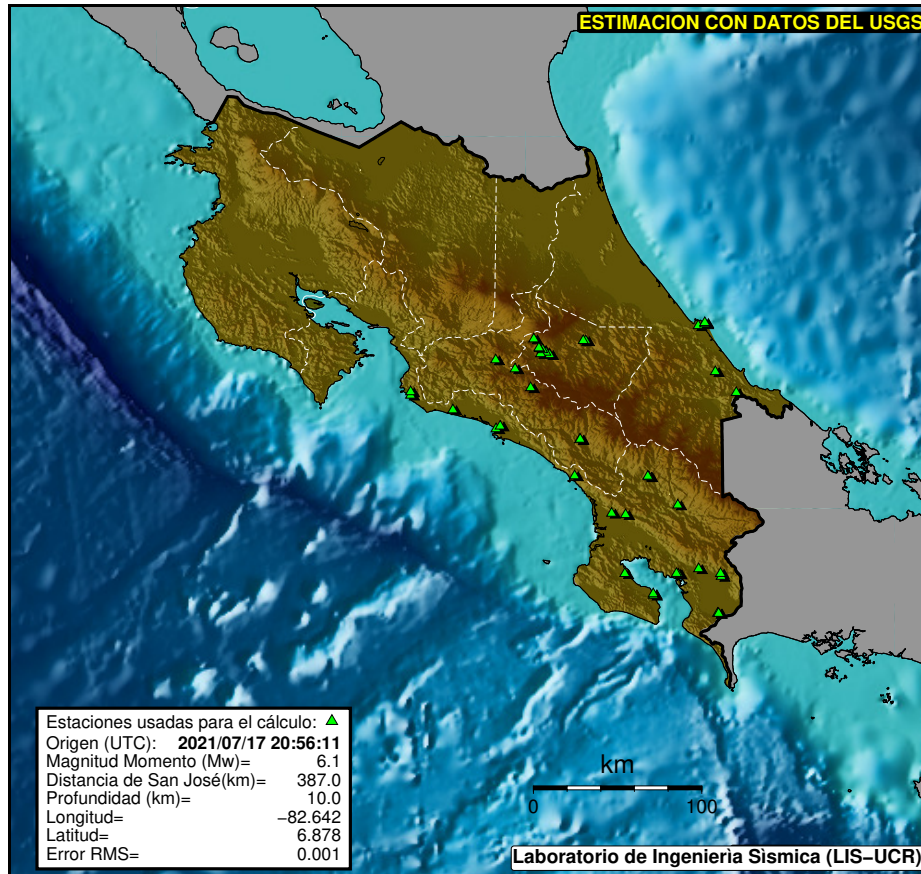 ESTIMACION CON DATOS DEL USGS
Estaciones usadas para el cálculo:
Origen (UTC): 2021/07/17 20:56:11
Magnitud Momento (Mw)= 6.1
Distancia de San José(km)= 387.0
Profundidad (km)= 10.0
Longitud= −82.642
Latitud= 6.878
Error RMS= 0.001
km
0 100
Laboratorio de Ingenierìa Sìsmica (LIS−UCR)